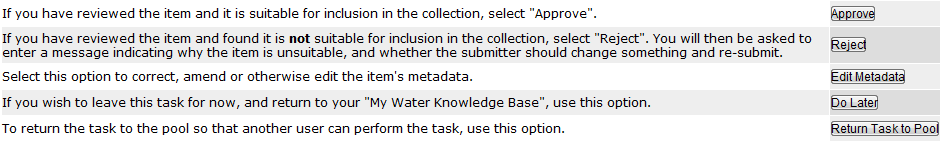 If you have reviewed the item and it is suitable for inclusion in the collection, select "Approve".
Approve
If you have reviewed the item and found it is not suitable for inclusion in the collection, select "Reject". You will then be asked to
enter a message indicating why the item is unsuitable, and whether the submitter should change something and re-submit.
Reject
Select this option to correct, amend or otherwise edit the item's metadata.
Edit Metadata
If you wish to leave this task for now, and return to your "My Water Knowledge Base", use this option.
Do Later
To return the task to the pool so that another user can perform the task, use this option.
Return Task to Pool